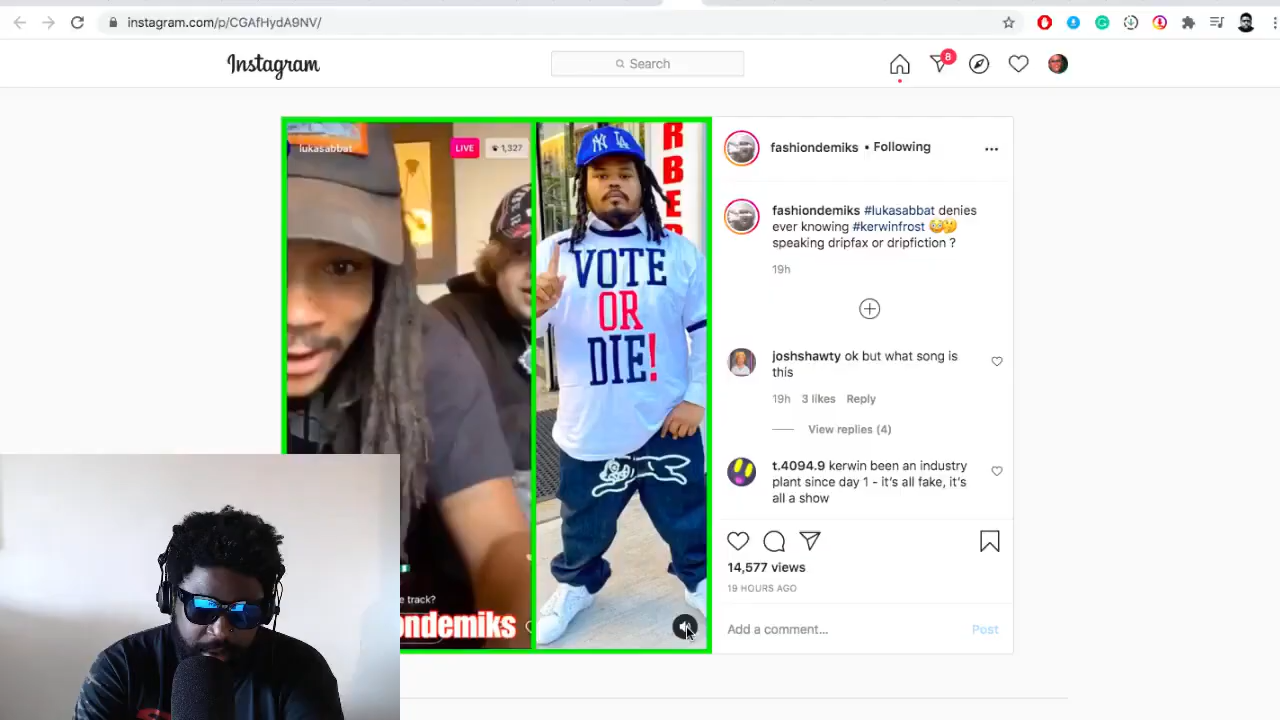 instagram.com/p/CGAfHydA9NV/
Instagram
Search
8
lukasabbat
LIVE
1,327
NY LA
R
B
B
E
VOTE
OR
DIE!
e track?
ondemiks
fashiondemiks • Following
fashiondemiks #lukasabbat denies
ever knowing #kerwinfrost 😳🤔
speaking dripfax or dripfiction ?
19h
joshshawty ok but what song is
this
19h 3 likes Reply
View replies (4)
t.4094.9 kerwin been an industry
plant since day 1 - it's all fake, it's
all a show
14,577 views
19 HOURS AGO
Add a comment...
Post